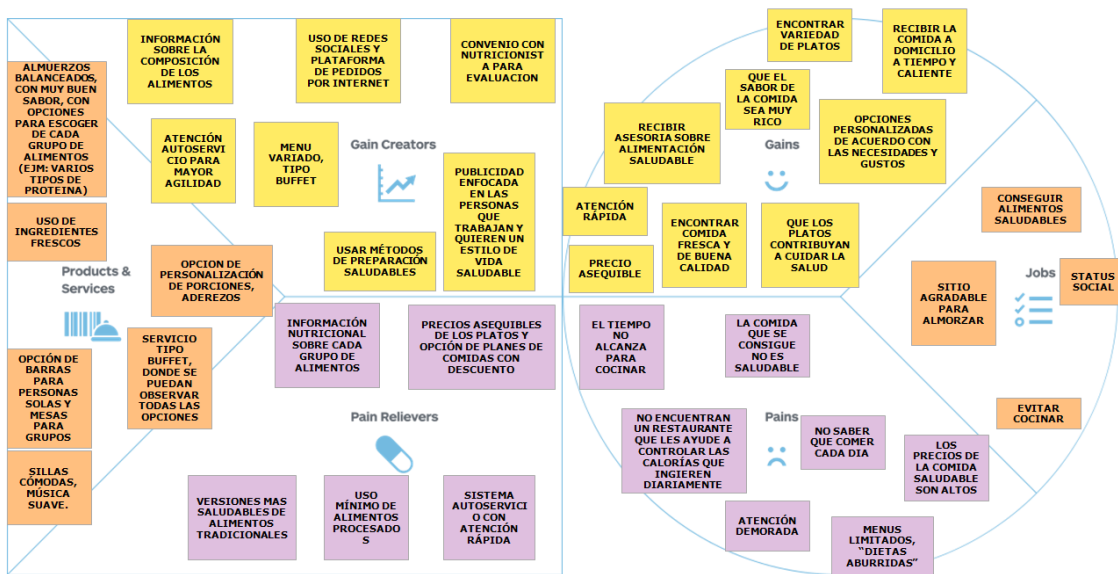 INFORMACIÓN
SOBRE LA
COMPOSICIÓN
DE LOS
ALIMENTOS
USO DE REDES
SOCIALES Y
PLATAFORMA
DE PEDIDOS
POR INTERNET
CONVENIO CON
NUTRICIONIST
A PARA
EVALUACION
ALMUERZOS
BALANCEADOS,
CON MUY BUEN
SABOR, CON
OPCIONES
PARA ESCOGER
DE CADA
GRUPO DE
ALIMENTOS
(EJM: VARIOS
TIPOS DE
PROTEINA)
ATENCIÓN
AUTOSERVI
CIO PARA
MAYOR
AGILIDAD
MENU
VARIADO,
TIPO
BUFFET
Gain Creators
PUBLICIDAD
ENFOCADA
EN LAS
PERSONAS
QUE
TRABAJAN Y
QUIEREN UN
ESTILO DE
VIDA
SALUDABLE
USAR MÉTODOS
DE PREPARACIÓN
SALUDABLES
USO DE
INGREDIENTES
FRESCOS
Products &
Services
OPCION DE
PERSONALIZACIÓN
DE PORCIONES,
ADEREZOS
SERVICIO
TIPO
BUFFET,
DONDE SE
PUEDAN
OBSERVAR
TODAS LAS
OPCIONES
OPCIÓN DE
BARRAS
PARA
PERSONAS
SOLAS Y
MESAS
PARA
GRUPOS
SILLAS
CÓMODAS,
MÚSICA
SUAVE.
INFORMACIÓN
NUTRICIONAL
SOBRE CADA
GRUPO DE
ALIMENTOS
PRECIOS ASEQUIBLES
DE LOS PLATOS Y
OPCIÓN DE PLANES DE
COMIDAS CON
DESCUENTO
Pain Relievers
VERSIONES MAS
SALUDABLES DE
ALIMENTOS
TRADICIONALES
USO
MÍNIMO DE
ALIMENTOS
PROCESADO
S
SISTEMA
AUTOSERVICI
O CON
ATENCIÓN
RÁPIDA
ENCONTRAR
VARIEDAD
DE PLATOS
RECIBIR LA
COMIDA A
DOMICILIO
A TIEMPO Y
CALIENTE
QUE EL
SABOR DE
LA COMIDA
SEA MUY
RICO
RECIBIR
ASESORIA SOBRE
ALIMENTACIÓN
SALUDABLE
OPCIONES
PERSONALIZADAS
DE ACUERDO CON
LAS NECESIDADES Y
GUSTOS
Gains
ATENCIÓN
RÁPIDA
PRECIO
ASEQUIBLE
ENCONTRAR
COMIDA
FRESCA Y
DE BUENA
CALIDAD
QUE LOS
PLATOS
CONTRIBUYAN
A CUIDAR LA
SALUD
CONSEGUIR
ALIMENTOS
SALUDABLES
SITIO
AGRADABLE
PARA
ALMORZAR
Jobs
STATUS
SOCIAL
EVITAR
COCINAR
EL TIEMPO
NO
ALCANZA
PARA
COCINAR
LA
COMIDA
QUE SE
CONSIGUE
NO ES
SALUDABLE
NO ENCUENTRAN
UN RESTAURANTE
QUE LES AYUDE A
CONTROLAR LAS
CALORÍAS QUE
INGIEREN
DIARIAMENTE
Pains
NO SABER
QUE COMER
CADA DIA
LOS
PRECIOS DE
LA COMIDA
SALUDABLE
SON ALTOS
ATENCIÓN
DEMORADA
MENUS
LIMITADOS,
“DIETAS
ABURRIDAS”